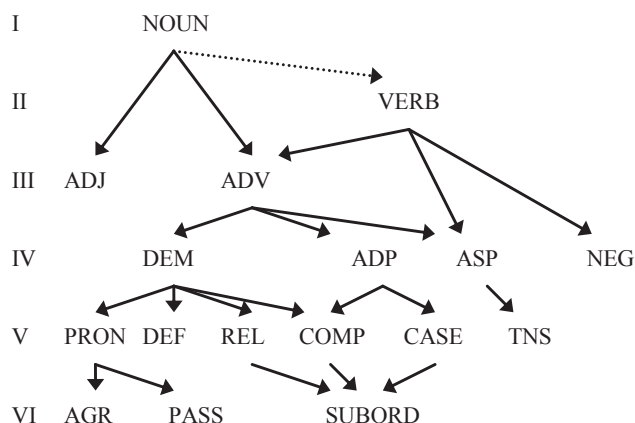 I NOUN
II VERB
III ADJ ADV
IV DEM ADP ASP NEG
V PRON DEF REL COMP CASE TNS
VI AGR PASS SUBORD